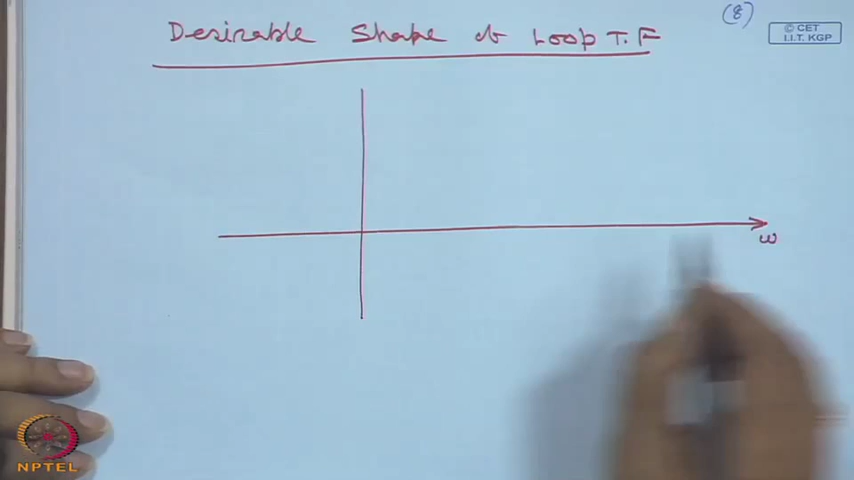 (8)
© CET
I.I.T. KGP
Desirable Shape of Loop T.F
ω
NPTEL